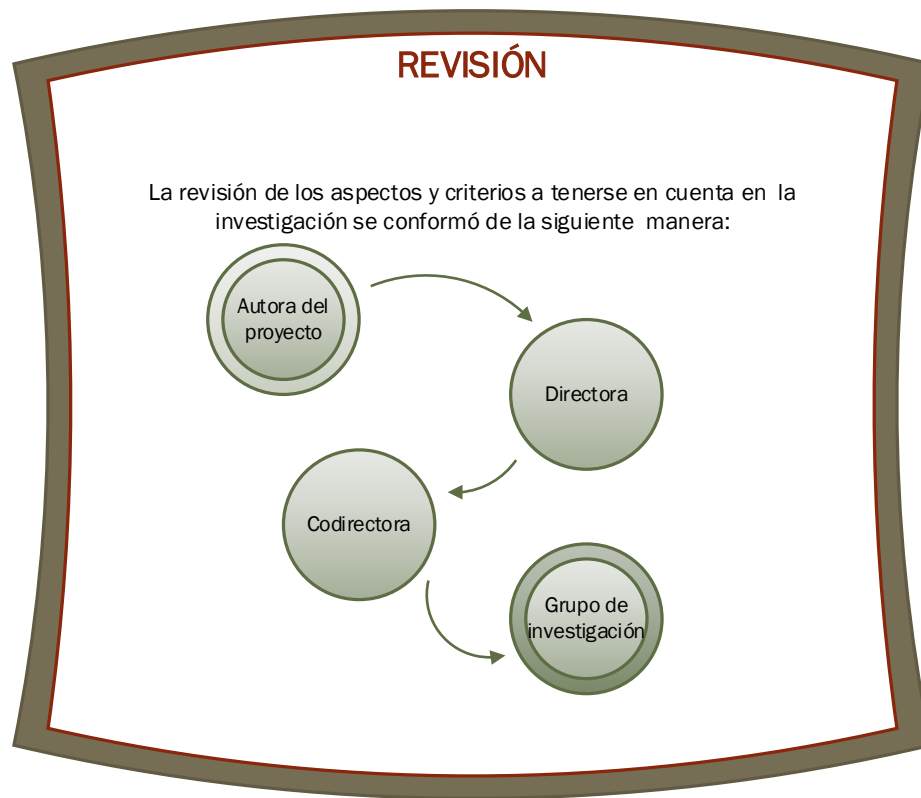 REVISIÓN
La revisión de los aspectos y criterios a tenerse en cuenta en la
investigación se conformó de la siguiente manera:
Autora del
proyecto
Directora
Codirectora
Grupo de
investigación